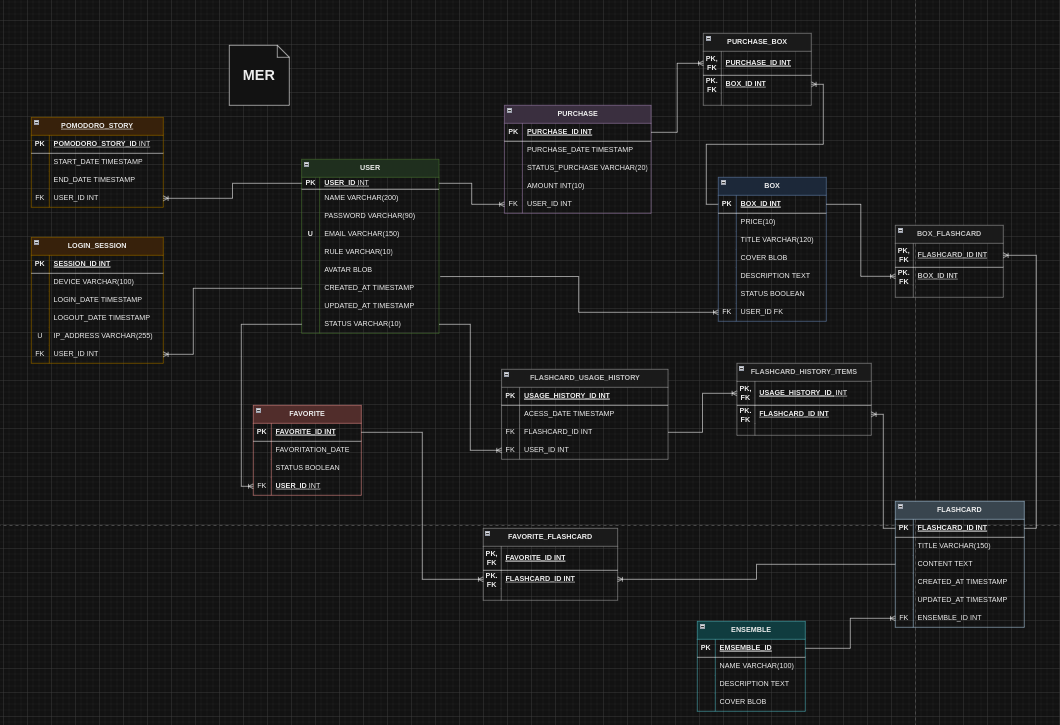 MER
POMODORO_STORY
PK POMODORO_STORY_ID INT
START_DATE TIMESTAMP
END_DATE TIMESTAMP
FK USER_ID INT
LOGIN_SESSION
PK SESSION_ID INT
DEVICE VARCHAR(100)
LOGIN_DATE TIMESTAMP
LOGOUT_DATE TIMESTAMP
U IP_ADDRESS VARCHAR(255)
FK USER_ID INT
USER
PK USER_ID INT
NAME VARCHAR(200)
PASSWORD VARCHAR(90)
U EMAIL VARCHAR(150)
RULE VARCHAR(10)
AVATAR BLOB
CREATED_AT TIMESTAMP
UPDATED_AT TIMESTAMP
STATUS VARCHAR(10)
PURCHASE
PK PURCHASE_ID INT
PURCHASE_DATE TIMESTAMP
STATUS_PURCHASE VARCHAR(20)
AMOUNT INT(10)
FK USER_ID INT
PURCHASE_BOX
PK,
FK PURCHASE_ID INT
PK.
FK BOX_ID INT
BOX
PK BOX_ID INT
PRICE(10)
TITLE VARCHAR(120)
COVER BLOB
DESCRIPTION TEXT
STATUS BOOLEAN
FK USER_ID FK
BOX_FLASHCARD
PK,
FK FLASHCARD_ID INT
PK.
FK BOX_ID INT
FAVORITE
PK FAVORITE_ID INT
FAVORITATION_DATE
STATUS BOOLEAN
FK USER_ID INT
FLASHCARD_USAGE_HISTORY
PK USAGE_HISTORY_ID INT
ACESS_DATE TIMESTAMP
FK FLASHCARD_ID INT
FK USER_ID INT
FLASHCARD_HISTORY_ITEMS
PK,
FK USAGE_HISTORY_ID INT
PK.
FK FLASHCARD_ID INT
FAVORITE_FLASHCARD
PK,
FK FAVORITE_ID INT
PK.
FK FLASHCARD_ID INT
FLASHCARD
PK FLASHCARD_ID INT
TITLE VARCHAR(150)
CONTENT TEXT
CREATED_AT TIMESTAMP
UPDATED_AT TIMESTAMP
FK ENSEMBLE_ID INT
ENSEMBLE
PK EMSEMBLE_ID
NAME VARCHAR(100)
DESCRIPTION TEXT
COVER BLOB